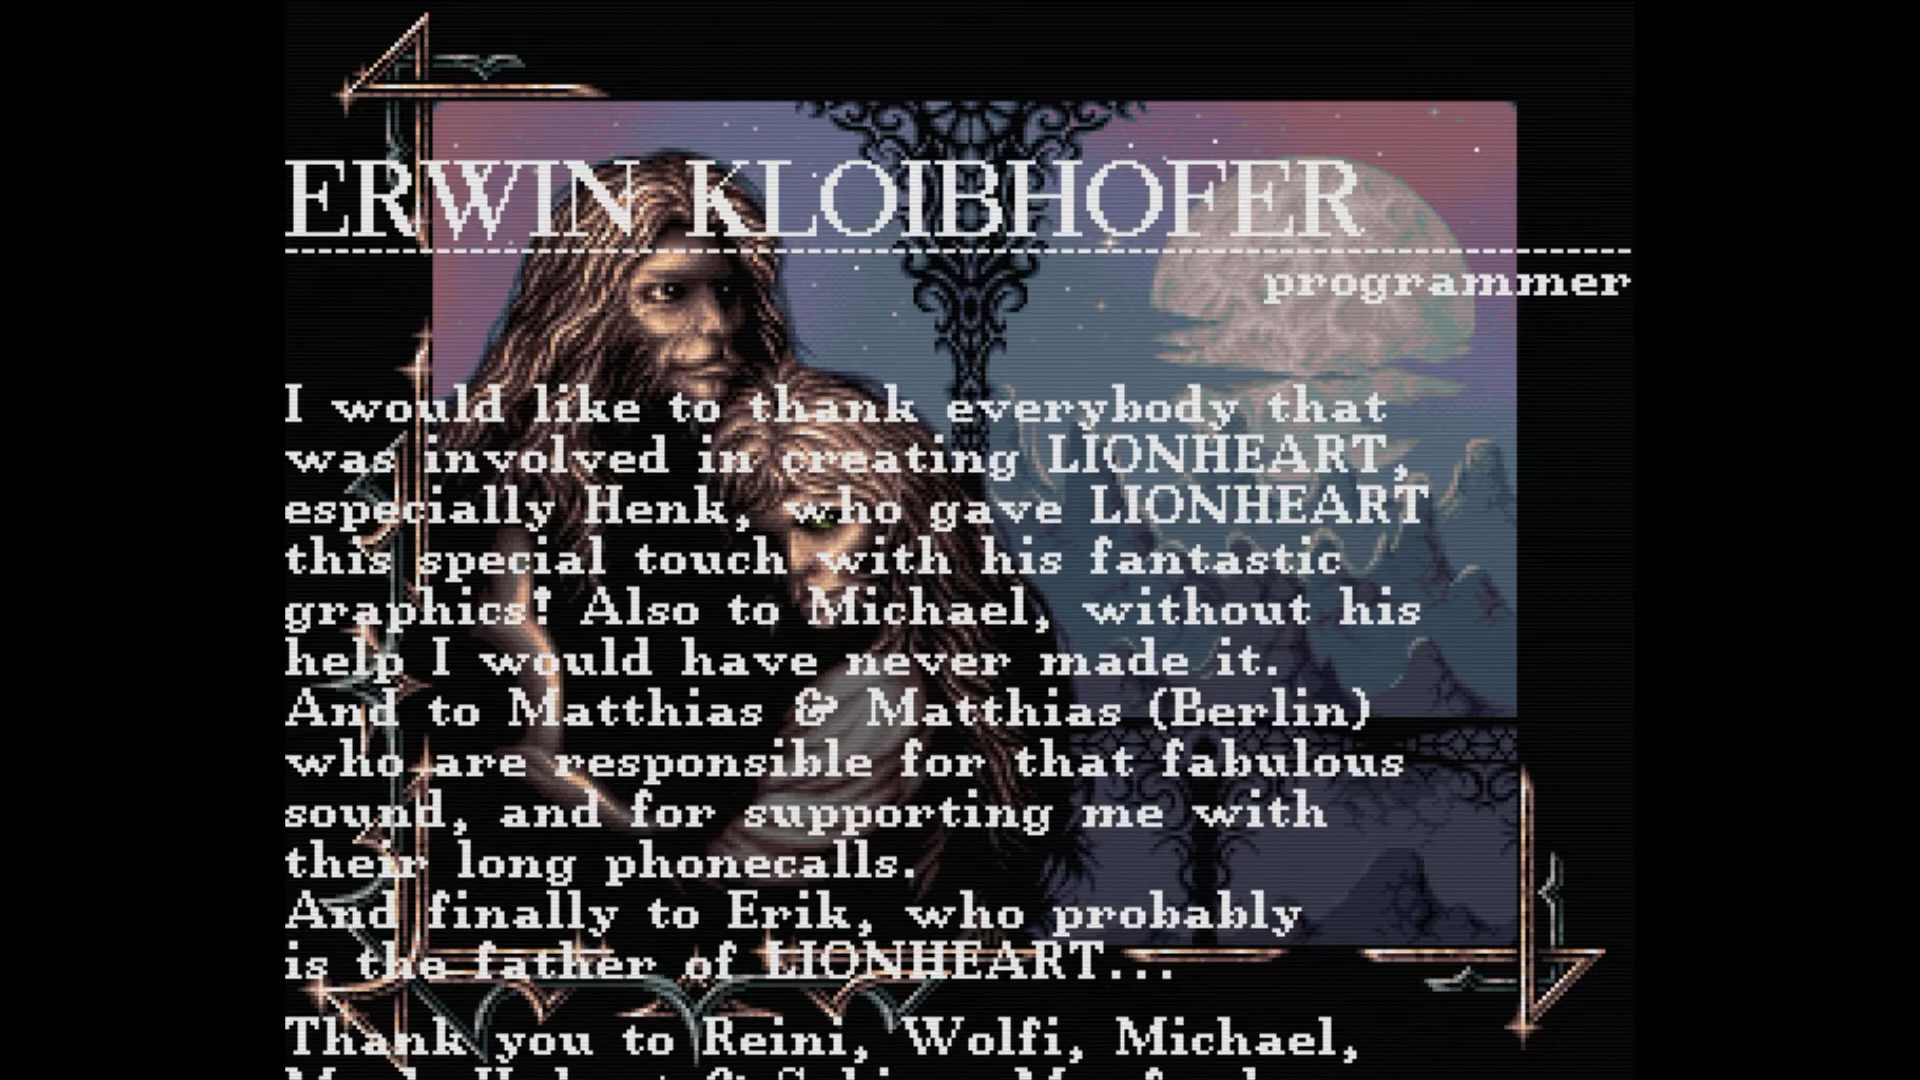 ERWIN KLOIBHOFER
programmer
I would like to thank everybody that
was involved in creating LIONHEART,
especially Henk, who gave LIONHEART
this special touch with his fantastic
graphics! Also to Michael, without his
help I would have never made it.
And to Matthias & Matthias (Berlin)
who are responsible for that fabulous
sound, and for supporting me with
their long phonecalls.
And finally to Erik, who probably
is the father of LIONHEART...
Thank you to Reini, Wolfi, Michael,